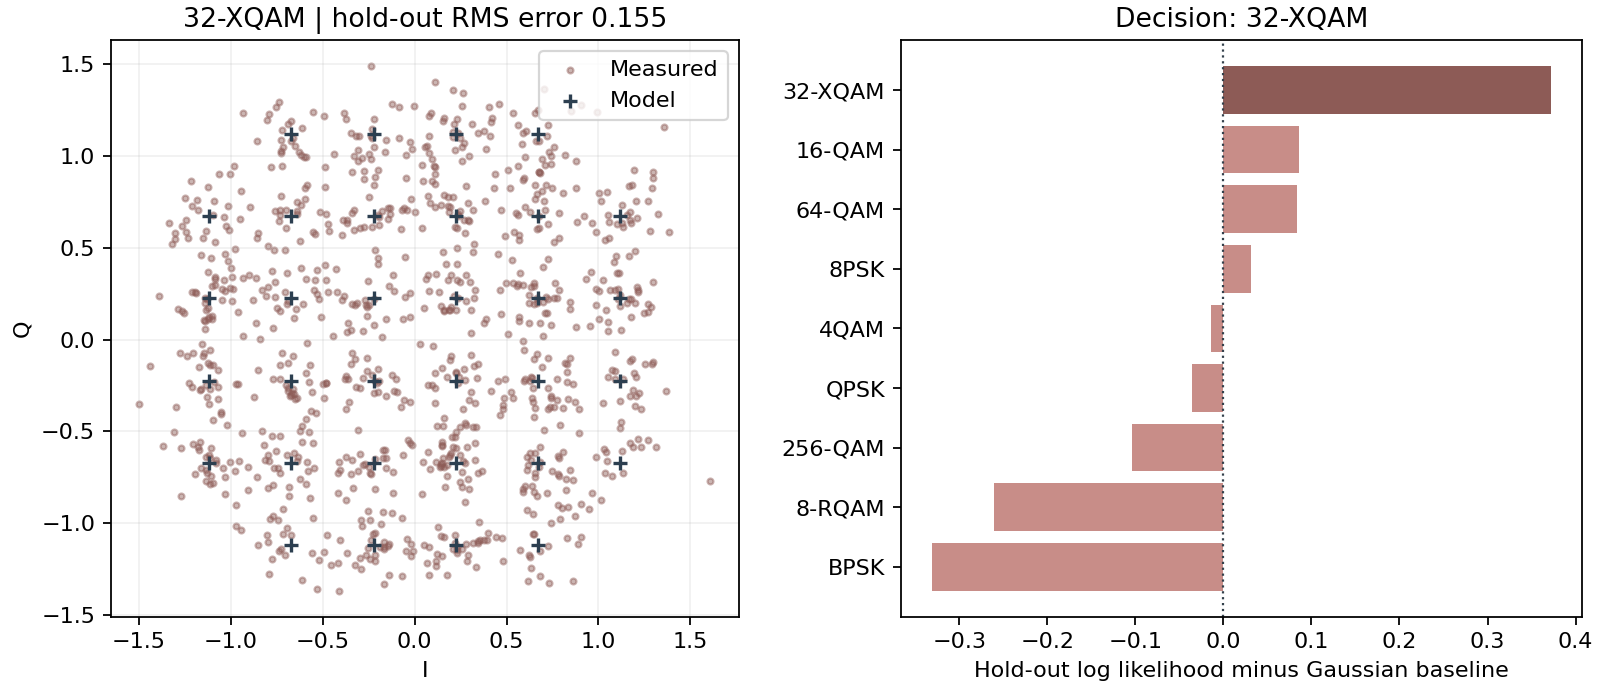 32-XQAM | hold-out RMS error 0.155
Measured
Model
1.5
1.0
0.5
0.0
−0.5
−1.0
−1.5
Q
−1.5
−1.0
−0.5
0.0
0.5
1.0
1.5
I
Decision: 32-XQAM
32-XQAM
16-QAM
64-QAM
8PSK
4QAM
QPSK
256-QAM
8-RQAM
BPSK
−0.3
−0.2
−0.1
0.0
0.1
0.2
0.3
0.4
Hold-out log likelihood minus Gaussian baseline